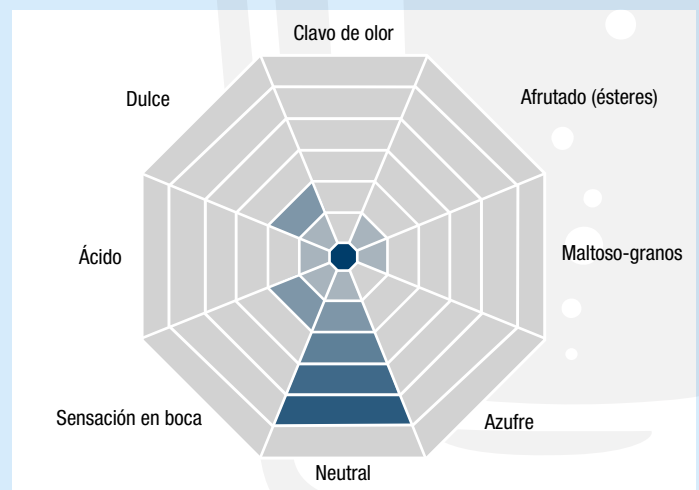 Clavo de olor
Dulce
Afrutado (ésteres)
Ácido
Maltoso-granos
Sensación en boca
Azufre
Neutral